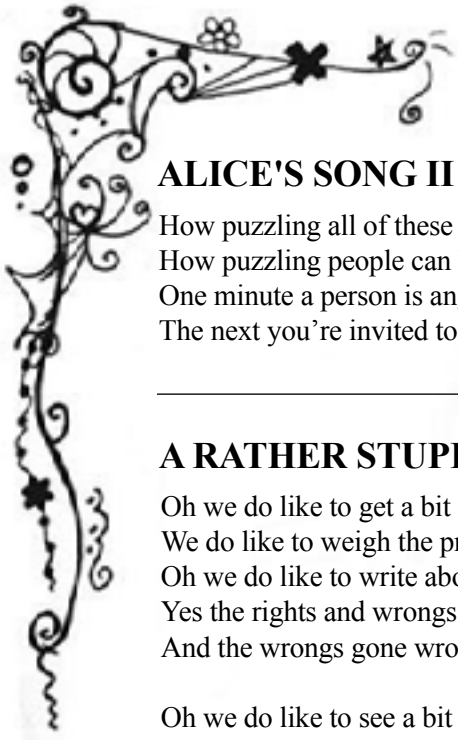 ALICE'S SONG II
How puzzling all of these
How puzzling people can
One minute a person is an
The next you’re invited to
A RATHER STUP
Oh we do like to get a bit
We do like to weigh the p
Oh we do like to write abo
Yes the rights and wrongs
And the wrongs gone wro
Oh we do like to see a bit